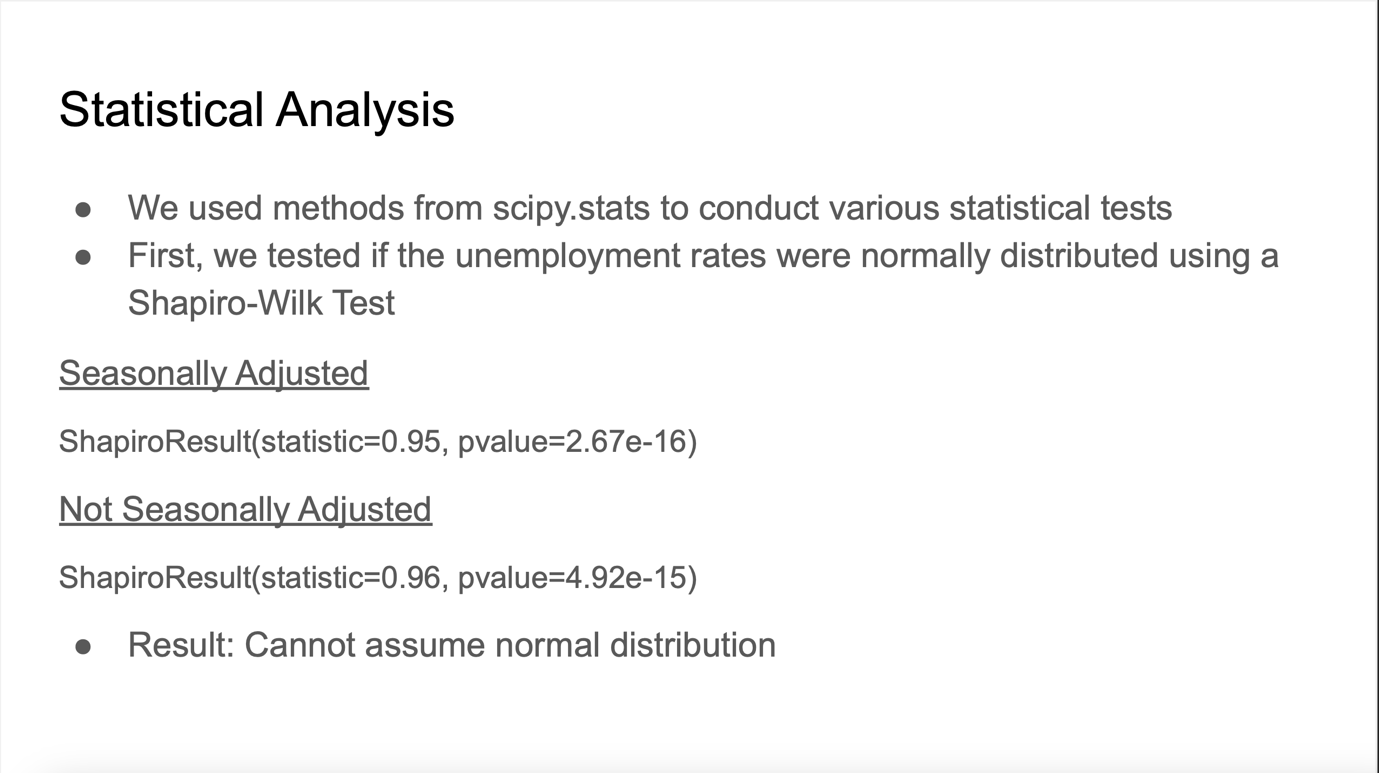 Statistical Analysis
● We used methods from scipy.stats to conduct various statistical tests
● First, we tested if the unemployment rates were normally distributed using a
Shapiro-Wilk Test
Seasonally Adjusted
ShapiroResult(statistic=0.95, pvalue=2.67e-16)
Not Seasonally Adjusted
ShapiroResult(statistic=0.96, pvalue=4.92e-15)
● Result: Cannot assume normal distribution